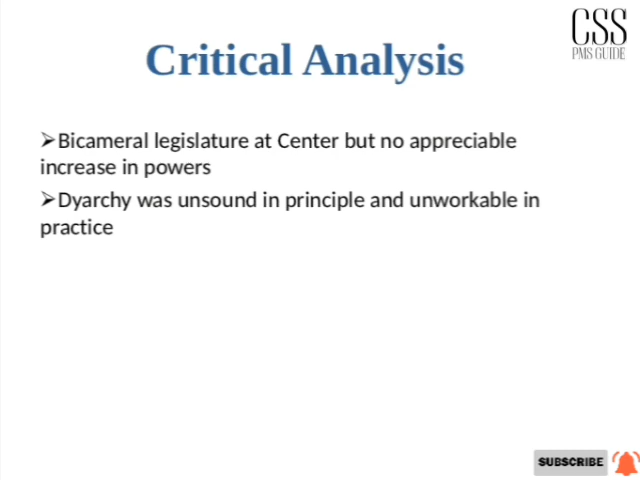 CSS
PMS GUIDE
Critical Analysis
➢Bicameral legislature at Center but no appreciable
increase in powers
➢Dyarchy was unsound in principle and unworkable in
practice
SUBSCRIBE